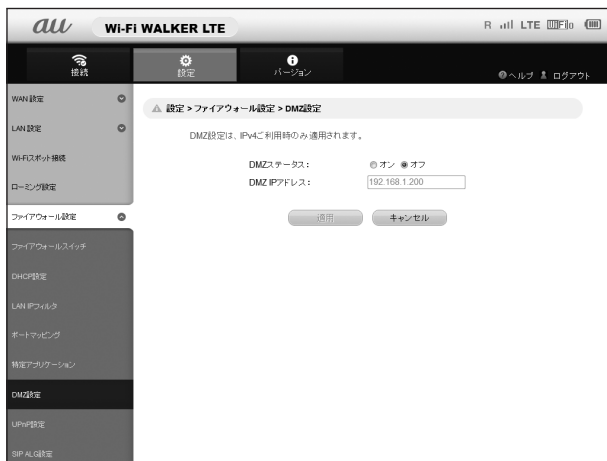 au Wi-Fi WALKER LTE
R LTE
接続
設定
バージョン
ヘルプ ログアウト
WAN 設定
LAN 設定
Wi-Fiスポット接続
ローミング設定
ファイアウォール設定
ファイアウォールスイッチ
DHCP設定
LAN IPフィルタ
ポートマッピング
特定アプリケーション
DMZ設定
UPnP設定
SIP ALG設定
設定 > ファイアウォール設定 > DMZ設定
DMZ設定は、IPv4ご利用時のみ適用されます。
DMZステータス： オン オフ
DMZ IPアドレス： 192.168.1.200
適用 キャンセル